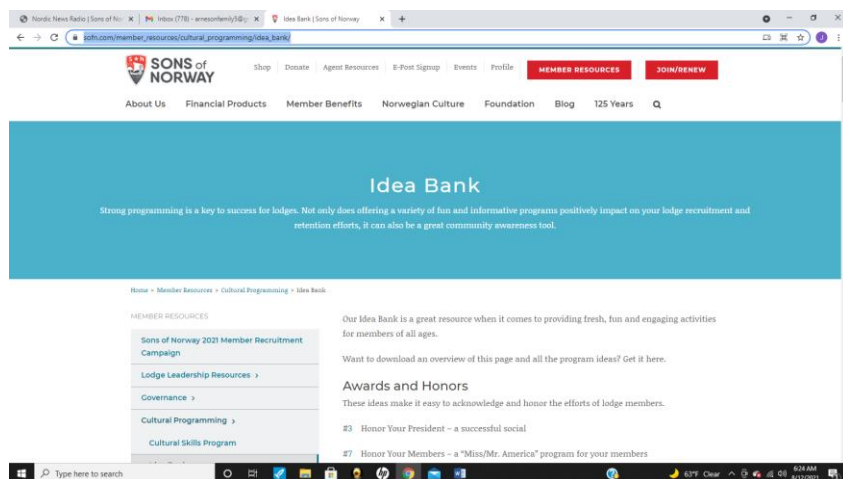 Nordic News Radio | Sons of No
Inbox (778) - arnesonfamily5@g
Idea Bank | Sons of Norway
sofn.com/member_resources/cultural_programming/idea_bank/
SONS of
NORWAY
Shop Donate Agent Resources E-Post Signup Events Profile MEMBER RESOURCES JOIN/RENEW
About Us Financial Products Member Benefits Norwegian Culture Foundation Blog 125 Years
Idea Bank
Strong programming is a key to success for lodges. Not only does offering a variety of fun and informative programs positively impact on your lodge recruitment and
retention efforts, it can also be a great community awareness tool.
Home » Member Resources » Cultural Programming » Idea Bank
MEMBER RESOURCES
Sons of Norway 2021 Member Recruitment
Campaign
Lodge Leadership Resources >
Governance >
Cultural Programming >
Cultural Skills Program
Our Idea Bank is a great resource when it comes to providing fresh, fun and engaging activities
for members of all ages.
Want to download an overview of this page and all the program ideas? Get it here.
Awards and Honors
These ideas make it easy to acknowledge and honor the efforts of lodge members.
#3 Honor Your President – a successful social
#7 Honor Your Members – a “Miss/Mr. America” program for your members
Type here to search
63°F Clear
6:24 AM